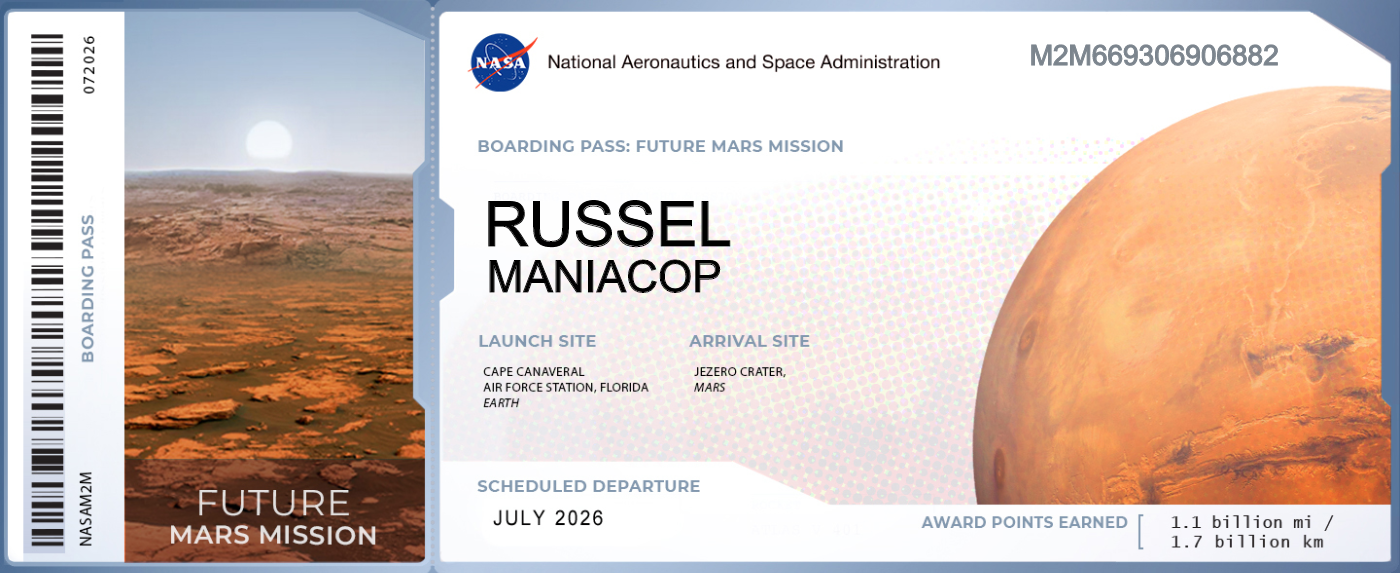 072026
BOARDING PASS
NASAM2M
FUTURE
MARS MISSION
NASA
National Aeronautics and Space Administration
M2M669306906882
BOARDING PASS: FUTURE MARS MISSION
RUSSEL
MANIACOP
LAUNCH SITE
CAPE CANAVERAL
AIR FORCE STATION, FLORIDA
EARTH
ARRIVAL SITE
JEZERO CRATER,
MARS
SCHEDULED DEPARTURE
JULY 2026
AWARD POINTS EARNED
1.1 billion mi /
1.7 billion km